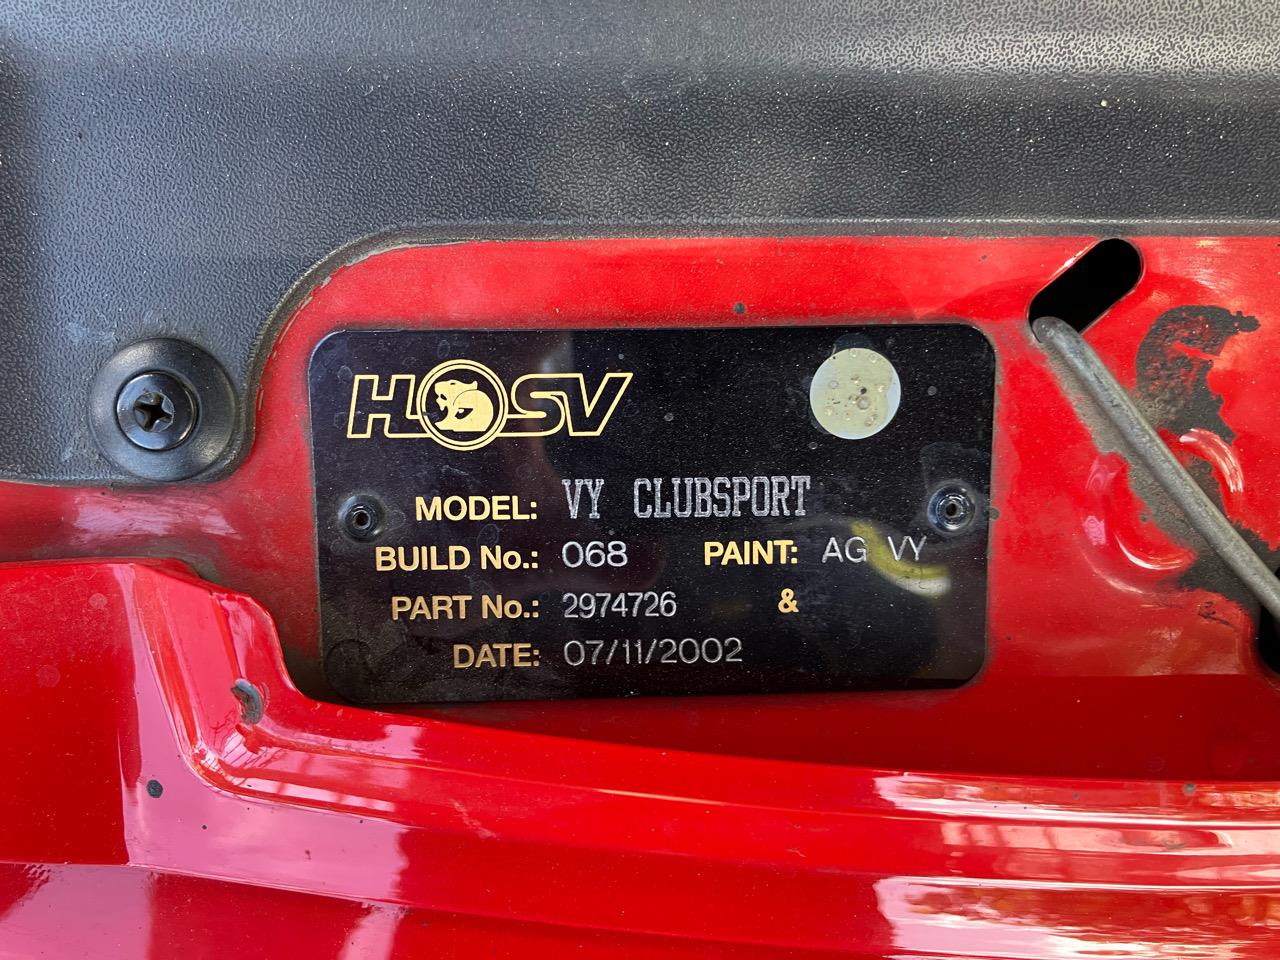 HSV
MODEL: VY CLUBSPORT
BUILD No.: 068 PAINT: AG VY
PART No.: 2974726 &
DATE: 07/11/2002